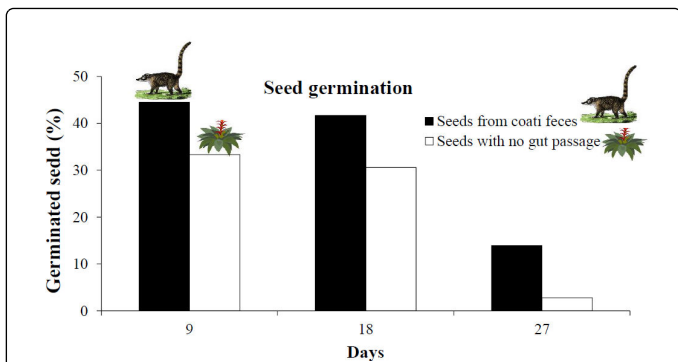 Seed germination
Seeds from coati feces
Seeds with no gut passage
Germinated sedd (%)
50
40
30
20
10
0
9 18 27
Days